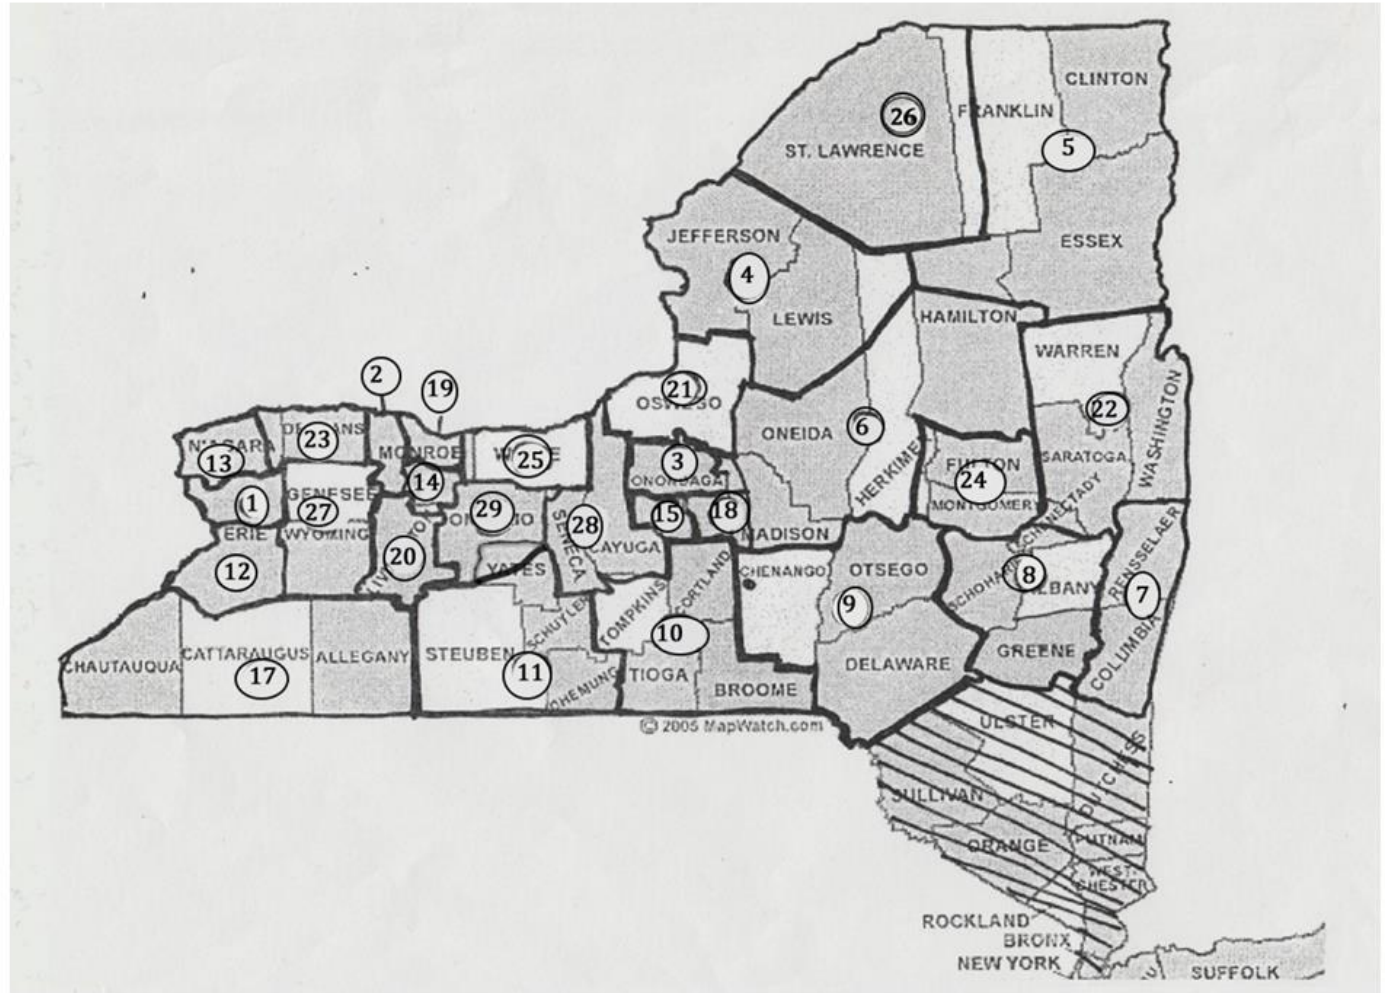 CLINTON
26
FRANKLIN
5
ST. LAWRENCE
JEFFERSON
ESSEX
4
LEWIS
HAMILTON
WARREN
2
19
21
OSWEGO
22
WASHINGTON
ONEIDA
6
23
NIAGARA
MONROE
13
WAYNE
25
3
SARATOGA
HERKIMER
FULTON
24
ONONDAGA
14
GENESEE
MONTGOMERY
1
27
29
15
18
28
SENECA
SCHENECTADY
ERIE
WYOMING
MADISON
CAYUGA
20
12
YATES
CHENANGO
OTSEGO
8
ALBANY
SCHOHARIE
RENSSELAER
7
CORTLAND
9
TOMPKINS
SCHUYLER
10
CHAUTAUQUA
CATTARAUGUS
ALLEGANY
STEUBEN
GREENE
COLUMBIA
17
11
CHEMUNG
TIOGA
DELAWARE
BROOME
© 2005 MapWatch.com
ULSTER
DUTCHESS
SULLIVAN
ORANGE
PUTNAM
WEST-
CHESTER
ROCKLAND
BRONX
NEW YORK
SUFFOLK